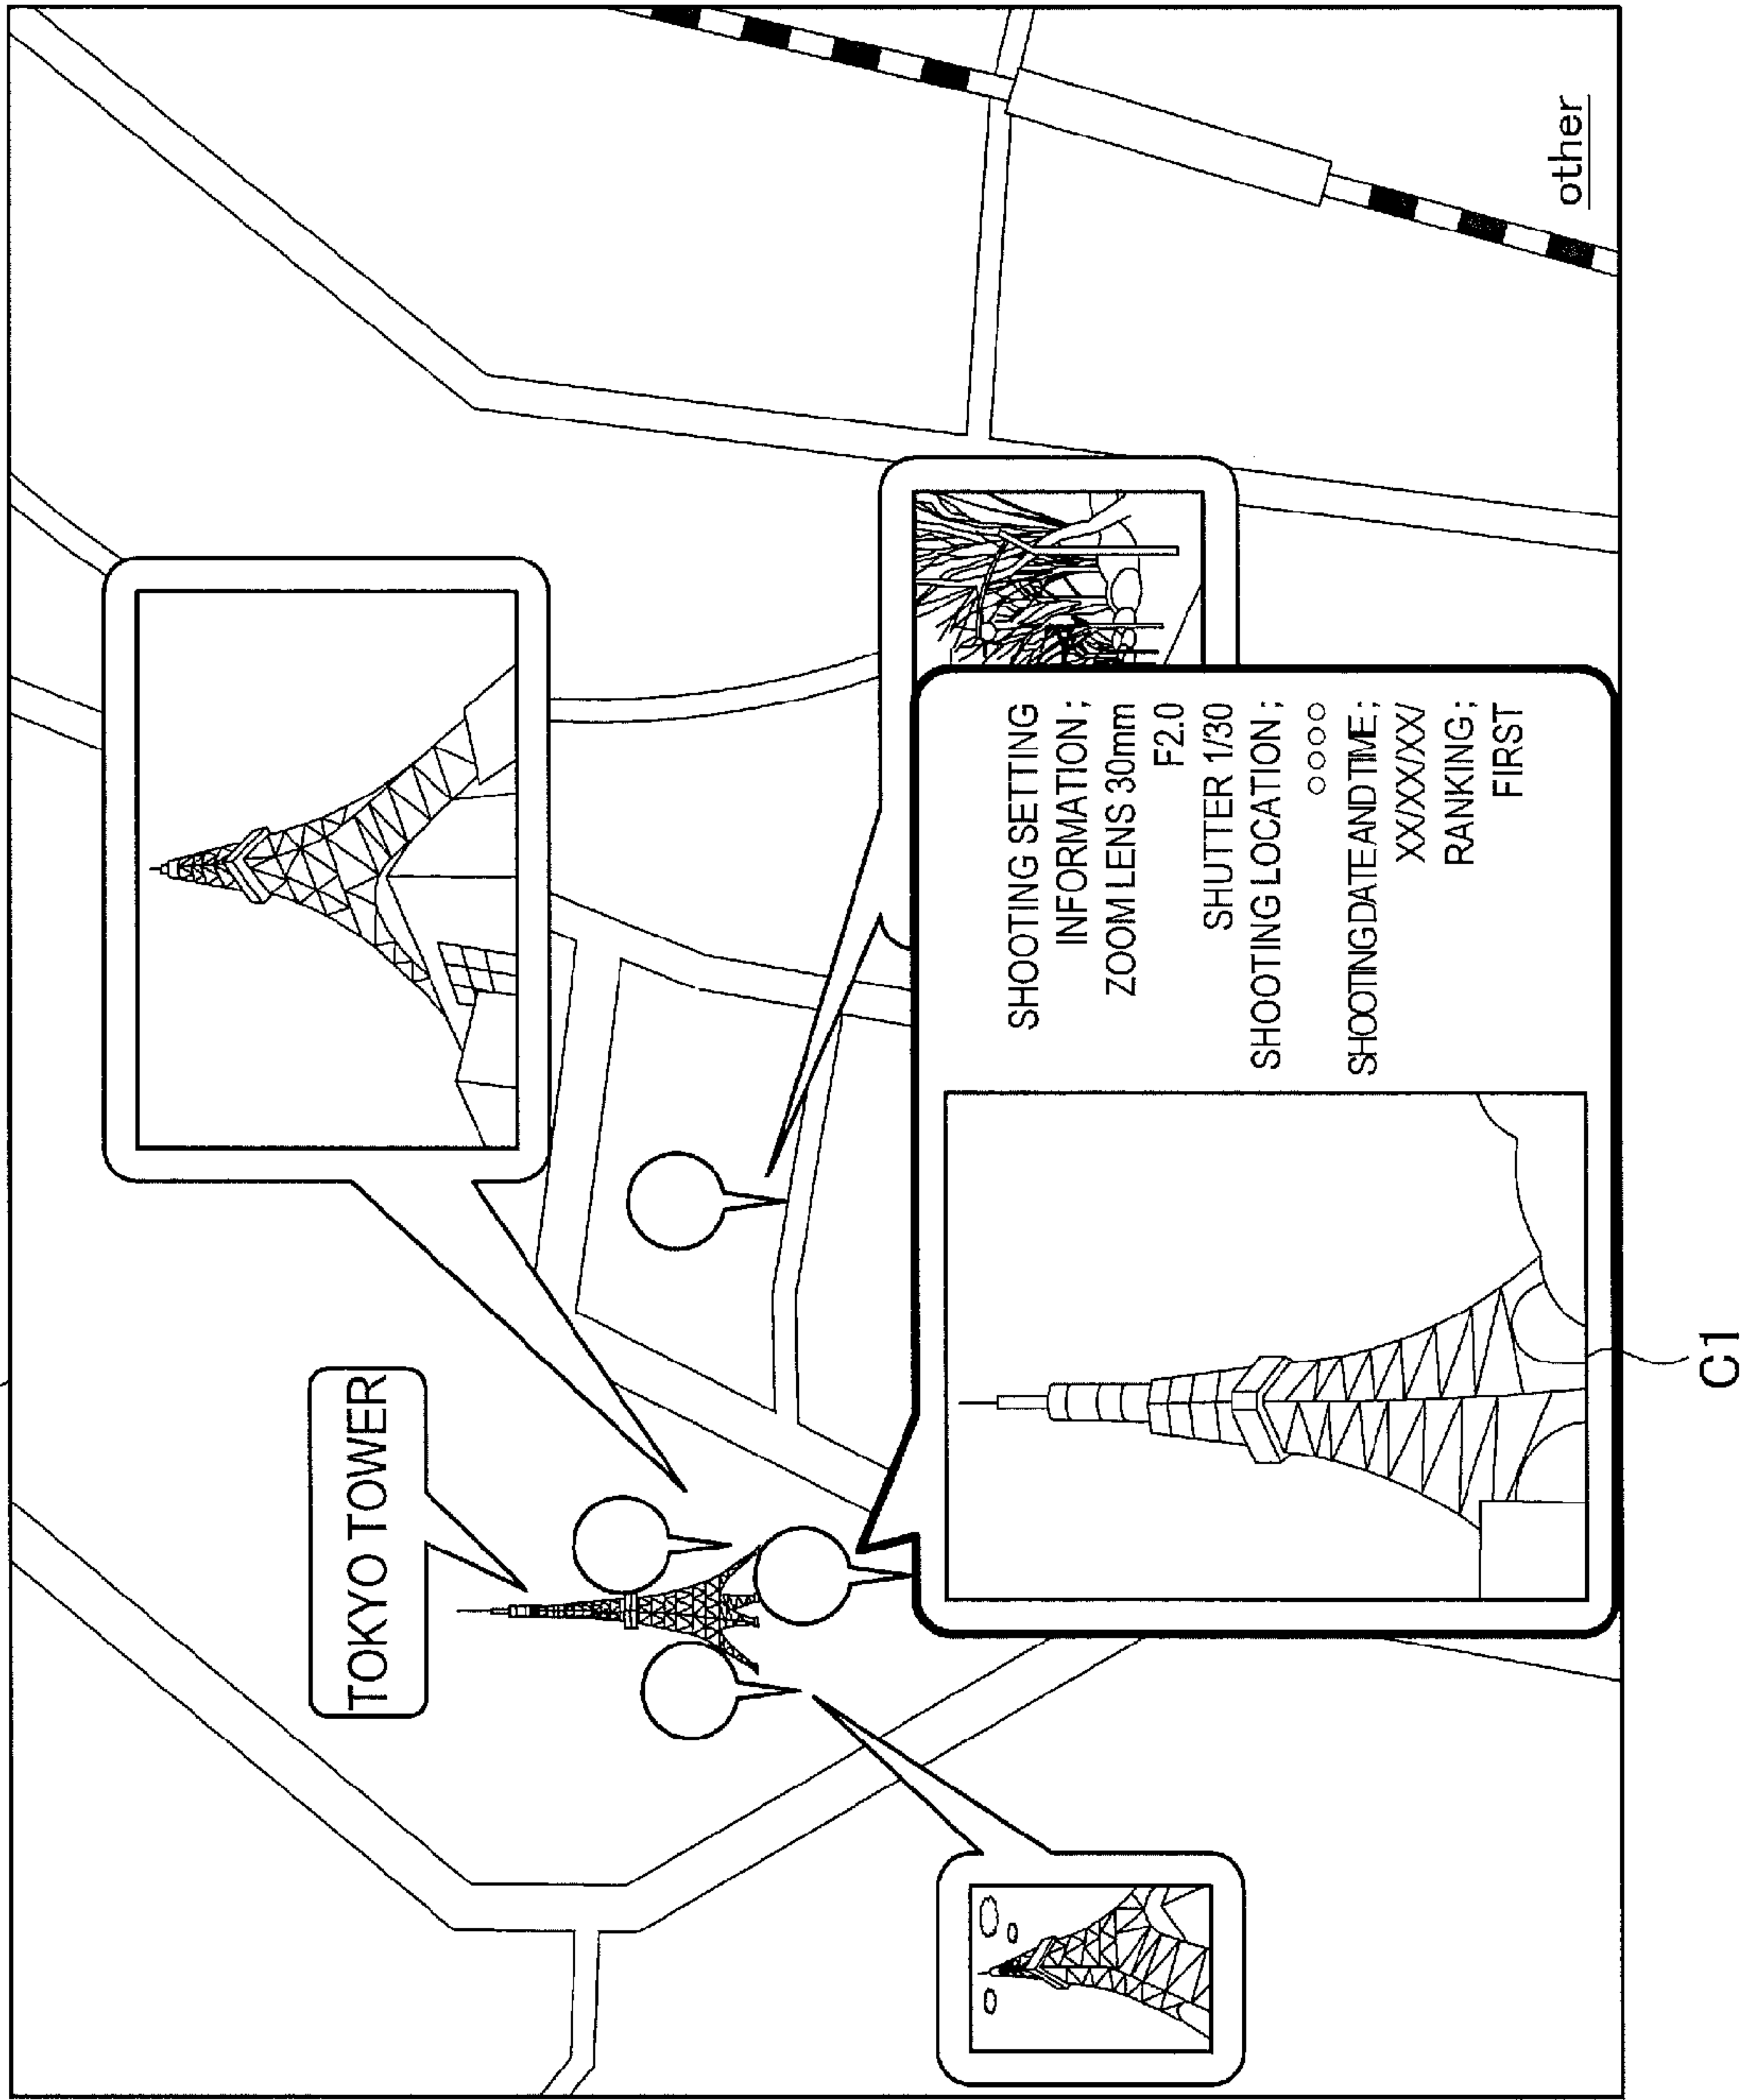 TOKYO TOWER
SHOOTING SETTING
INFORMATION ;
ZOOM LENS 30mm
F2.0
SHUTTER 1/30
SHOOTING LOCATION ;
○○○○
SHOOTING DATE AND TIME ;
XX/XX/XX/
RANKING ;
FIRST
other
C1